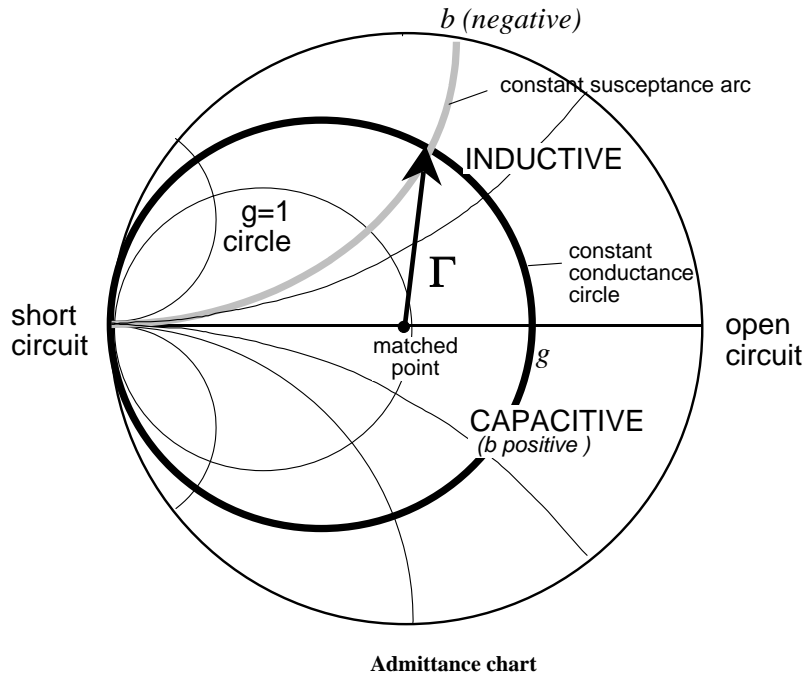 b (negative)
constant susceptance arc
INDUCTIVE
g=1
circle
constant
conductance
circle
Γ
short
circuit
matched
point
g
open
circuit
CAPACITIVE
(b positive )
Admittance chart